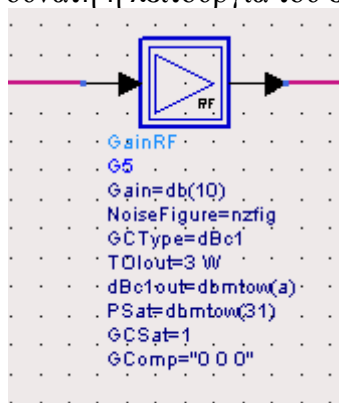 RF
GainRF
G5
Gain=db(10)
NoiseFigure=nzfig
GCType=dBc1
TOIout=3 W
dBc1out=dbmtow(a)
PSat=dbmtow(31)
GCSat=1
GComp="0 0 0"